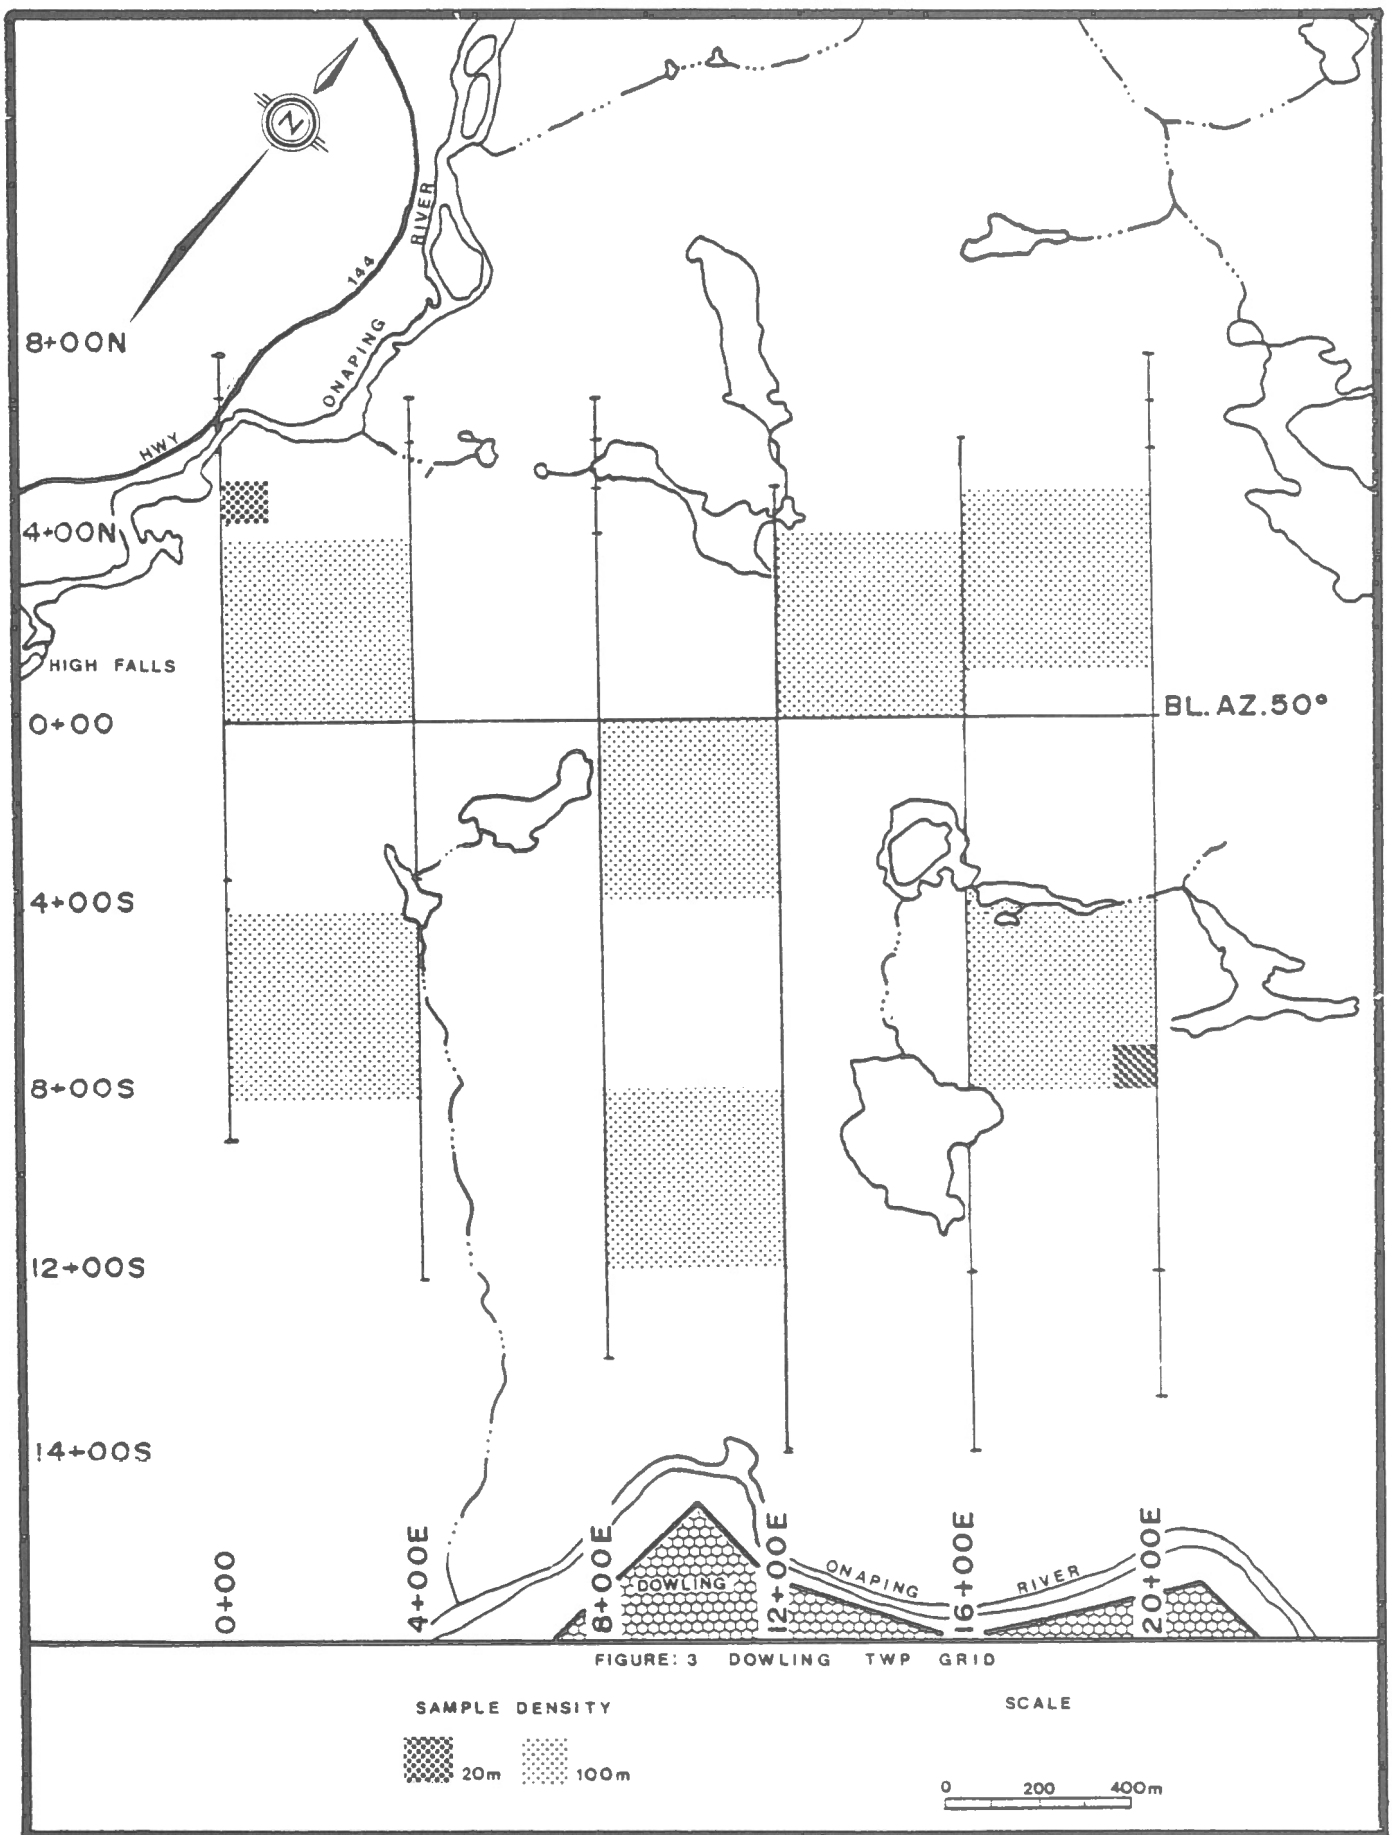 N
RIVER
144
8+00N
ONAPING
HWY
4+00N
HIGH FALLS
0+00
BL. AZ. 50°
4+00S
8+00S
12+00S
14+00S
0+00
4+00E
8+00E
12+00E
16+00E
20+00E
DOWLING
ONAPING RIVER
FIGURE: 3 DOWLING TWP GRID
SAMPLE DENSITY
20m
100m
SCALE
0 200 400m